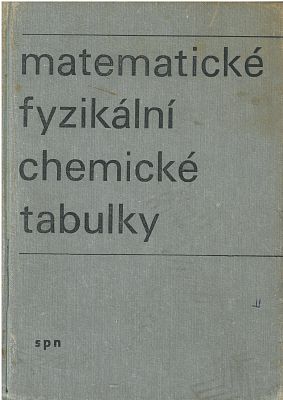 matematické
fyzikální
chemické
tabulky
spn